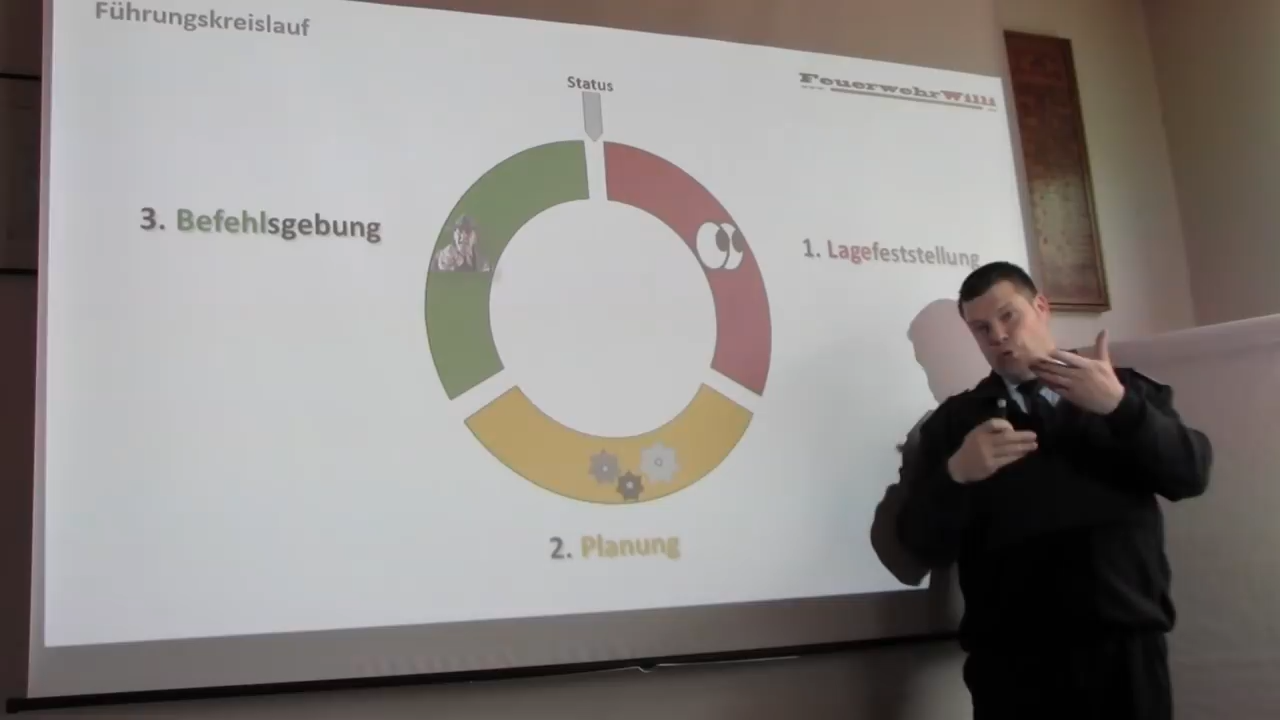 Führungskreislauf
Status
FeuerwehrWilli
3. Befehlsgebung
1. Lagefeststellung
2. Planung